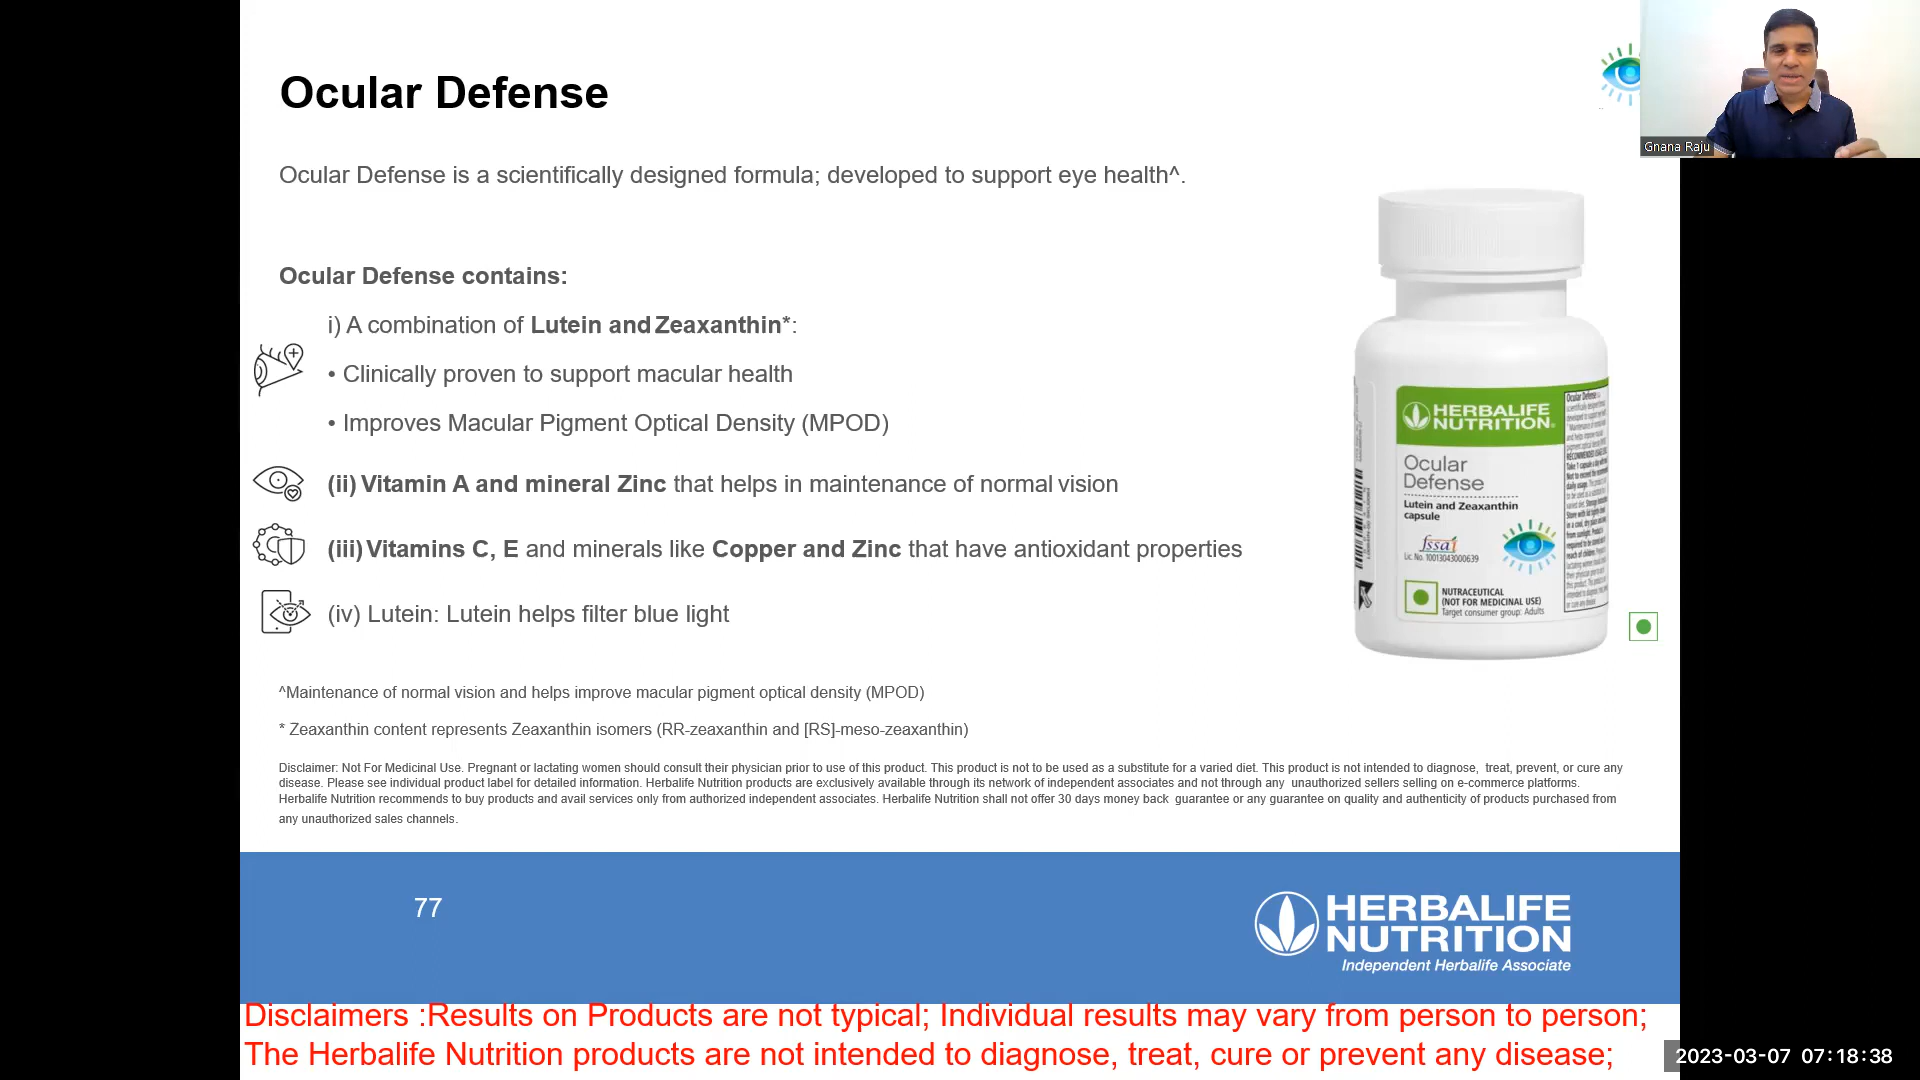 Ocular Defense
Gnana Raju
Ocular Defense is a scientifically designed formula; developed to support eye health^.
Ocular Defense contains:
i) A combination of Lutein and Zeaxanthin*:
• Clinically proven to support macular health
• Improves Macular Pigment Optical Density (MPOD)
(ii) Vitamin A and mineral Zinc that helps in maintenance of normal vision
(iii) Vitamins C, E and minerals like Copper and Zinc that have antioxidant properties
(iv) Lutein: Lutein helps filter blue light
HERBALIFE
NUTRITION
Ocular
Defense
Lutein and Zeaxanthin
capsule
fssai
Lic. No. 10013043000639
NUTRACEUTICAL
(NOT FOR MEDICINAL USE)
Target consumer group: Adults
^Maintenance of normal vision and helps improve macular pigment optical density (MPOD)
* Zeaxanthin content represents Zeaxanthin isomers (RR-zeaxanthin and [RS]-meso-zeaxanthin)
Disclaimer: Not For Medicinal Use. Pregnant or lactating women should consult their physician prior to use of this product. This product is not to be used as a substitute for a varied diet. This product is not intended to diagnose, treat, prevent, or cure any
disease. Please see individual product label for detailed information. Herbalife Nutrition products are exclusively available through its network of independent associates and not through any unauthorized sellers selling on e-commerce platforms.
Herbalife Nutrition recommends to buy products and avail services only from authorized independent associates. Herbalife Nutrition shall not offer 30 days money back guarantee or any guarantee on quality and authenticity of products purchased from
any unauthorized sales channels.
77
HERBALIFE
NUTRITION
Independent Herbalife Associate
Disclaimers :Results on Products are not typical; Individual results may vary from person to person;
The Herbalife Nutrition products are not intended to diagnose, treat, cure or prevent any disease;
2023-03-07 07:18:38